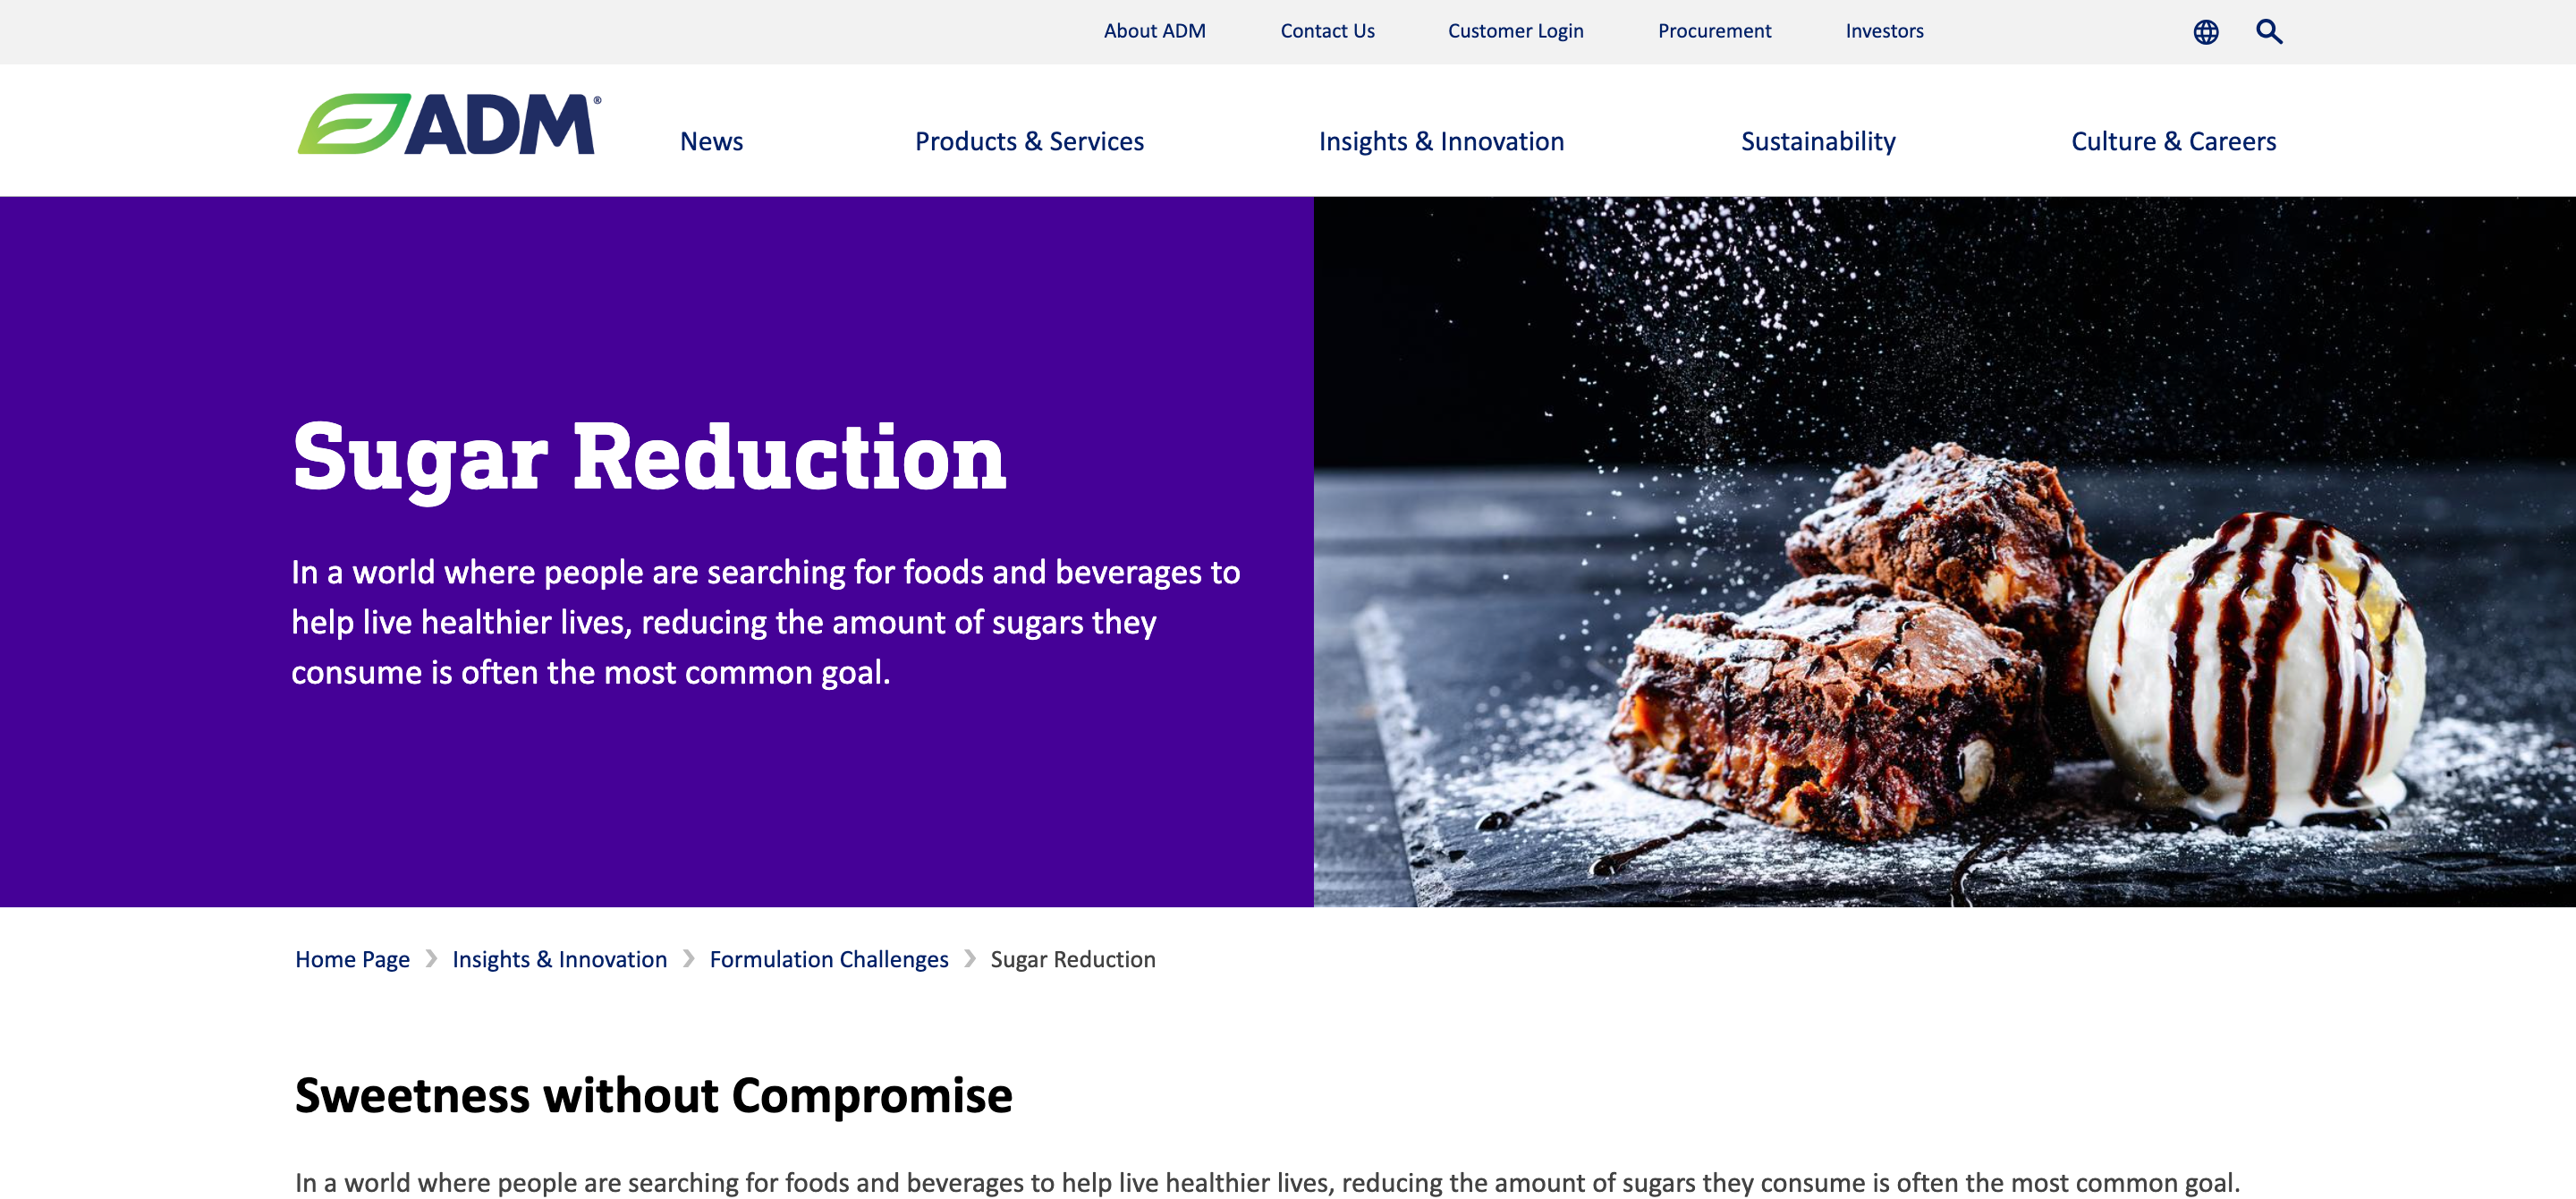 About ADM
Contact Us
Customer Login
Procurement
Investors
ADM®
News
Products & Services
Insights & Innovation
Sustainability
Culture & Careers
Sugar Reduction
In a world where people are searching for foods and beverages to
help live healthier lives, reducing the amount of sugars they
consume is often the most common goal.
Home Page
Insights & Innovation
Formulation Challenges
Sugar Reduction
Sweetness without Compromise
In a world where people are searching for foods and beverages to help live healthier lives, reducing the amount of sugars they consume is often the most common goal.